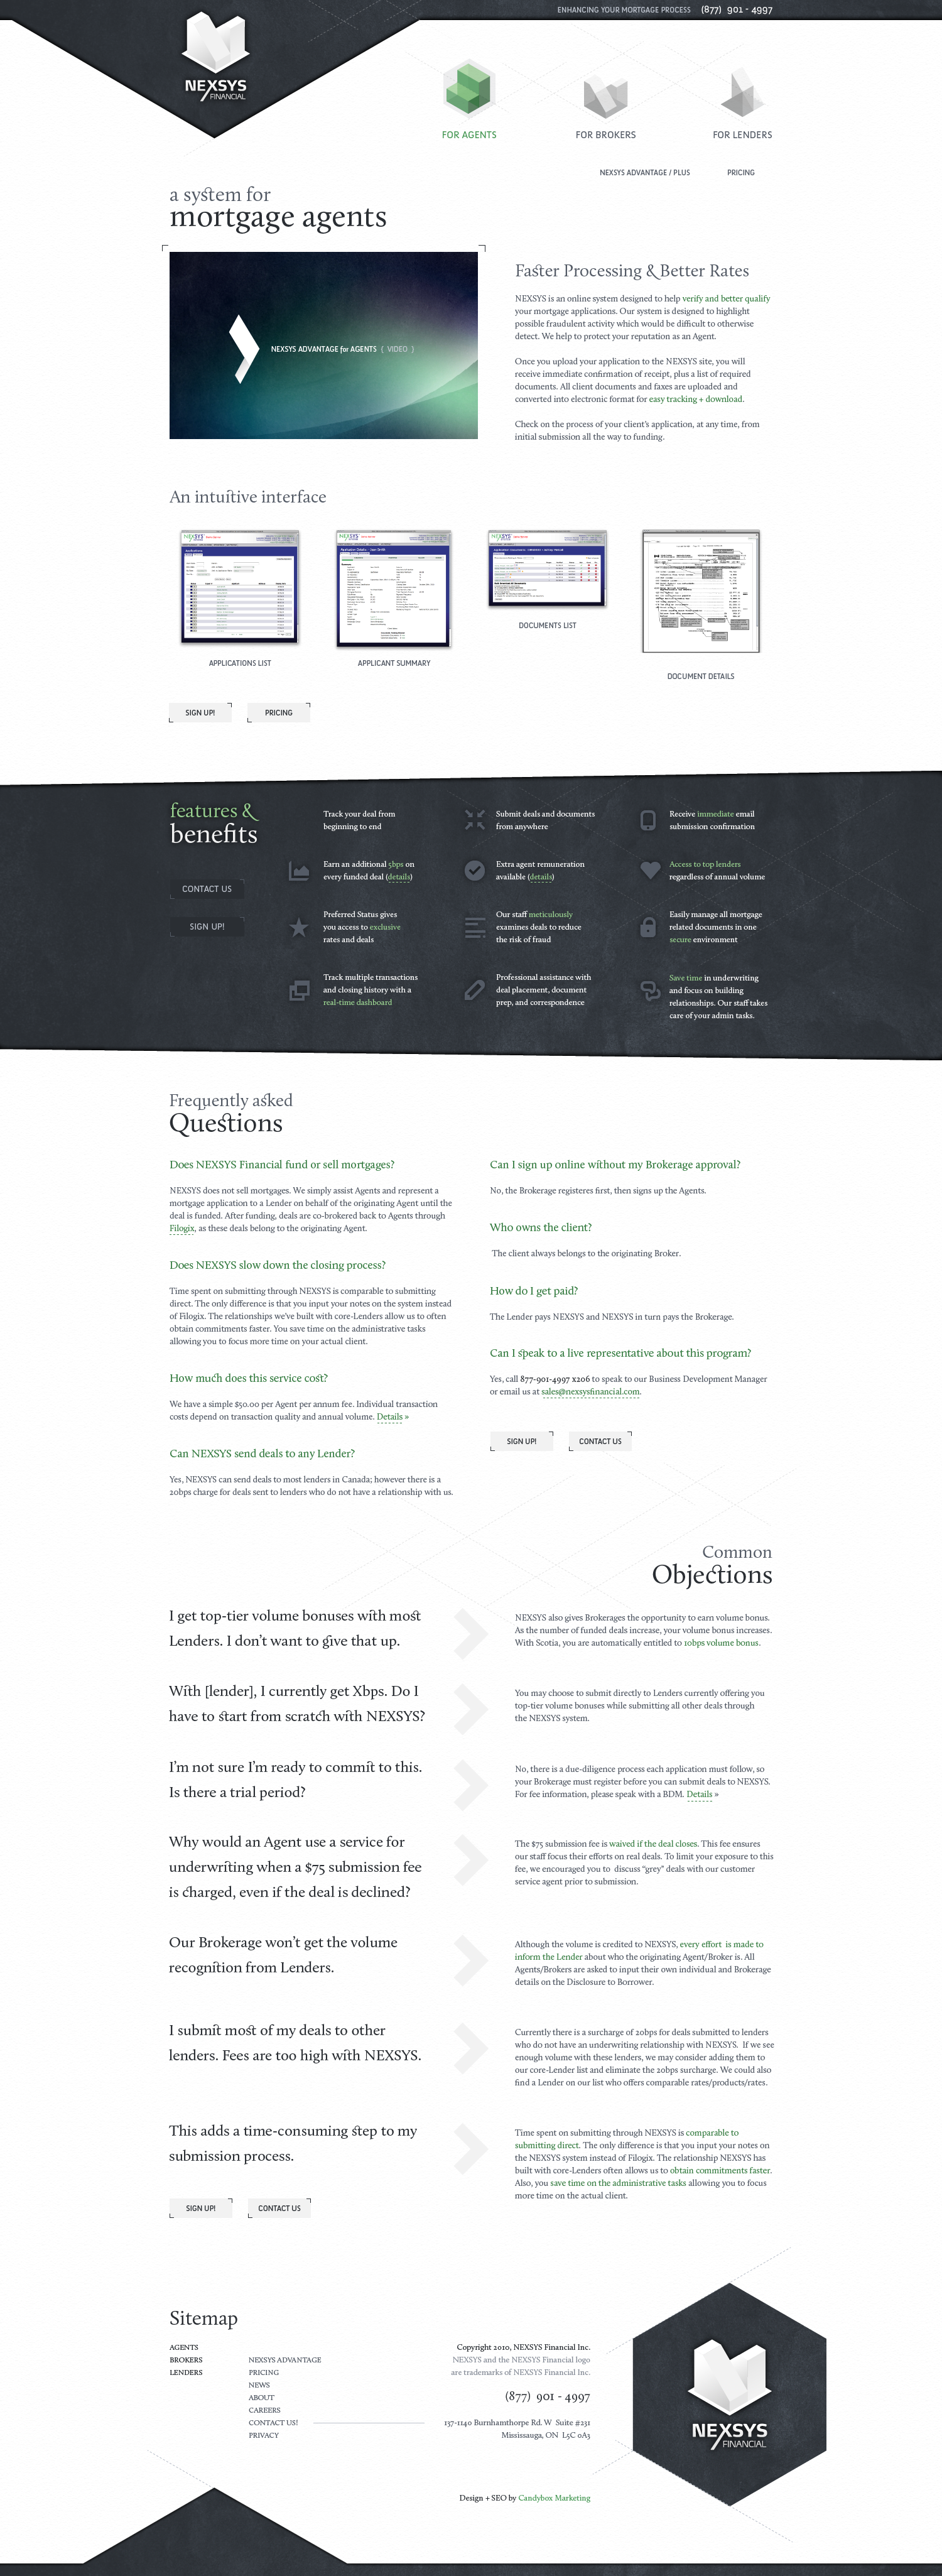 ENHANCING YOUR MORTGAGE PROCESS (877) 901 - 4997
NEXSYS
FINANCIAL
FOR AGENTS
FOR BROKERS
FOR LENDERS
NEXSYS ADVANTAGE / PLUS
PRICING
a system for
mortgage agents
NEXSYS ADVANTAGE for AGENTS { VIDEO }
Faster Processing & Better Rates
NEXSYS is an online system designed to help verify and better qualify
your mortgage applications. Our system is designed to highlight
possible fraudulent activity which would be difficult to otherwise
detect. We help to protect your reputation as an Agent.
Once you upload your application to the NEXSYS site, you will
receive immediate confirmation of receipt, plus a list of required
documents. All client documents and faxes are uploaded and
converted into electronic format for easy tracking + download.
Check on the process of your client's application, at any time, from
initial submission all the way to funding.
An intuitive interface
APPLICATIONS LIST
APPLICANT SUMMARY
DOCUMENTS LIST
DOCUMENT DETAILS
SIGN UP!
PRICING
features &
benefits
CONTACT US
SIGN UP!
Track your deal from
beginning to end
Submit deals and documents
from anywhere
Receive immediate email
submission confirmation
Earn an additional 5bps on
every funded deal (details)
Extra agent remuneration
available (details)
Access to top lenders
regardless of annual volume
Preferred Status gives
you access to exclusive
rates and deals
Our staff meticulously
examines deals to reduce
the risk of fraud
Easily manage all mortgage
related documents in one
secure environment
Track multiple transactions
and closing history with a
real-time dashboard
Professional assistance with
deal placement, document
prep, and correspondence
Save time in underwriting
and focus on building
relationships. Our staff takes
care of your admin tasks.
Frequently asked
Questions
Does NEXSYS Financial fund or sell mortgages?
NEXSYS does not sell mortgages. We simply assist Agents and represent a
mortgage application to a Lender on behalf of the originating Agent until the
deal is funded. After funding, deals are co-brokered back to Agents through
Filogix, as these deals belong to the originating Agent.
Does NEXSYS slow down the closing process?
Time spent on submitting through NEXSYS is comparable to submitting
direct. The only difference is that you input your notes on the system instead
of Filogix. The relationships we've built with core-Lenders allow us to often
obtain commitments faster. You save time on the administrative tasks
allowing you to focus more time on your actual client.
How much does this service cost?
We have a simple $50.00 per Agent per annum fee. Individual transaction
costs depend on transaction quality and annual volume. Details »
Can NEXSYS send deals to any Lender?
Yes, NEXSYS can send deals to most lenders in Canada; however there is a
20bps charge for deals sent to lenders who do not have a relationship with us.
Can I sign up online without my Brokerage approval?
No, the Brokerage registeres first, then signs up the Agents.
Who owns the client?
The client always belongs to the originating Broker.
How do I get paid?
The Lender pays NEXSYS and NEXSYS in turn pays the Brokerage.
Can I speak to a live representative about this program?
Yes, call 877-901-4997 x206 to speak to our Business Development Manager
or email us at sales@nexsysfinancial.com.
SIGN UP!
CONTACT US
Common
Objections
I get top-tier volume bonuses with most
Lenders. I don't want to give that up.
NEXSYS also gives Brokerages the opportunity to earn volume bonus.
As the number of funded deals increase, your volume bonus increases.
With Scotia, you are automatically entitled to 10bps volume bonus.
With [lender], I currently get Xbps. Do I
have to start from scratch with NEXSYS?
You may choose to submit directly to Lenders currently offering you
top-tier volume bonuses while submitting all other deals through
the NEXSYS system.
I'm not sure I'm ready to commit to this.
Is there a trial period?
No, there is a due-diligence process each application must follow, so
your Brokerage must register before you can submit deals to NEXSYS.
For fee information, please speak with a BDM. Details »
Why would an Agent use a service for
underwriting when a $75 submission fee
is charged, even if the deal is declined?
The $75 submission fee is waived if the deal closes. This fee ensures
our staff focus their efforts on real deals. To limit your exposure to this
fee, we encouraged you to discuss "grey" deals with our customer
service agent prior to submission.
Our Brokerage won't get the volume
recognition from Lenders.
Although the volume is credited to NEXSYS, every effort is made to
inform the Lender about who the originating Agent/Broker is. All
Agents/Brokers are asked to input their own individual and Brokerage
details on the Disclosure to Borrower.
I submit most of my deals to other
lenders. Fees are too high with NEXSYS.
Currently there is a surcharge of 20bps for deals submitted to lenders
who do not have an underwriting relationship with NEXSYS. If we see
enough volume with these lenders, we may consider adding them to
our core-Lender list and eliminate the 20bps surcharge. We could also
find a Lender on our list who offers comparable rates/products/rates.
This adds a time-consuming step to my
submission process.
Time spent on submitting through NEXSYS is comparable to
submitting direct. The only difference is that you input your notes on
the NEXSYS system instead of Filogix. The relationship NEXSYS has
built with core-Lenders often allows us to obtain commitments faster.
Also, you save time on the administrative tasks allowing you to focus
more time on the actual client.
SIGN UP!
CONTACT US
Sitemap
AGENTS
BROKERS
LENDERS
NEXSYS ADVANTAGE
PRICING
NEWS
ABOUT
CAREERS
CONTACT US!
PRIVACY
Copyright 2010, NEXSYS Financial Inc.
NEXSYS and the NEXSYS Financial logo
are trademarks of NEXSYS Financial Inc.
(877) 901 - 4997
137-1140 Burnhamthorpe Rd. W Suite #231
Mississauga, ON L5C 0A3
NEXSYS
FINANCIAL
Design + SEO by Candybox Marketing